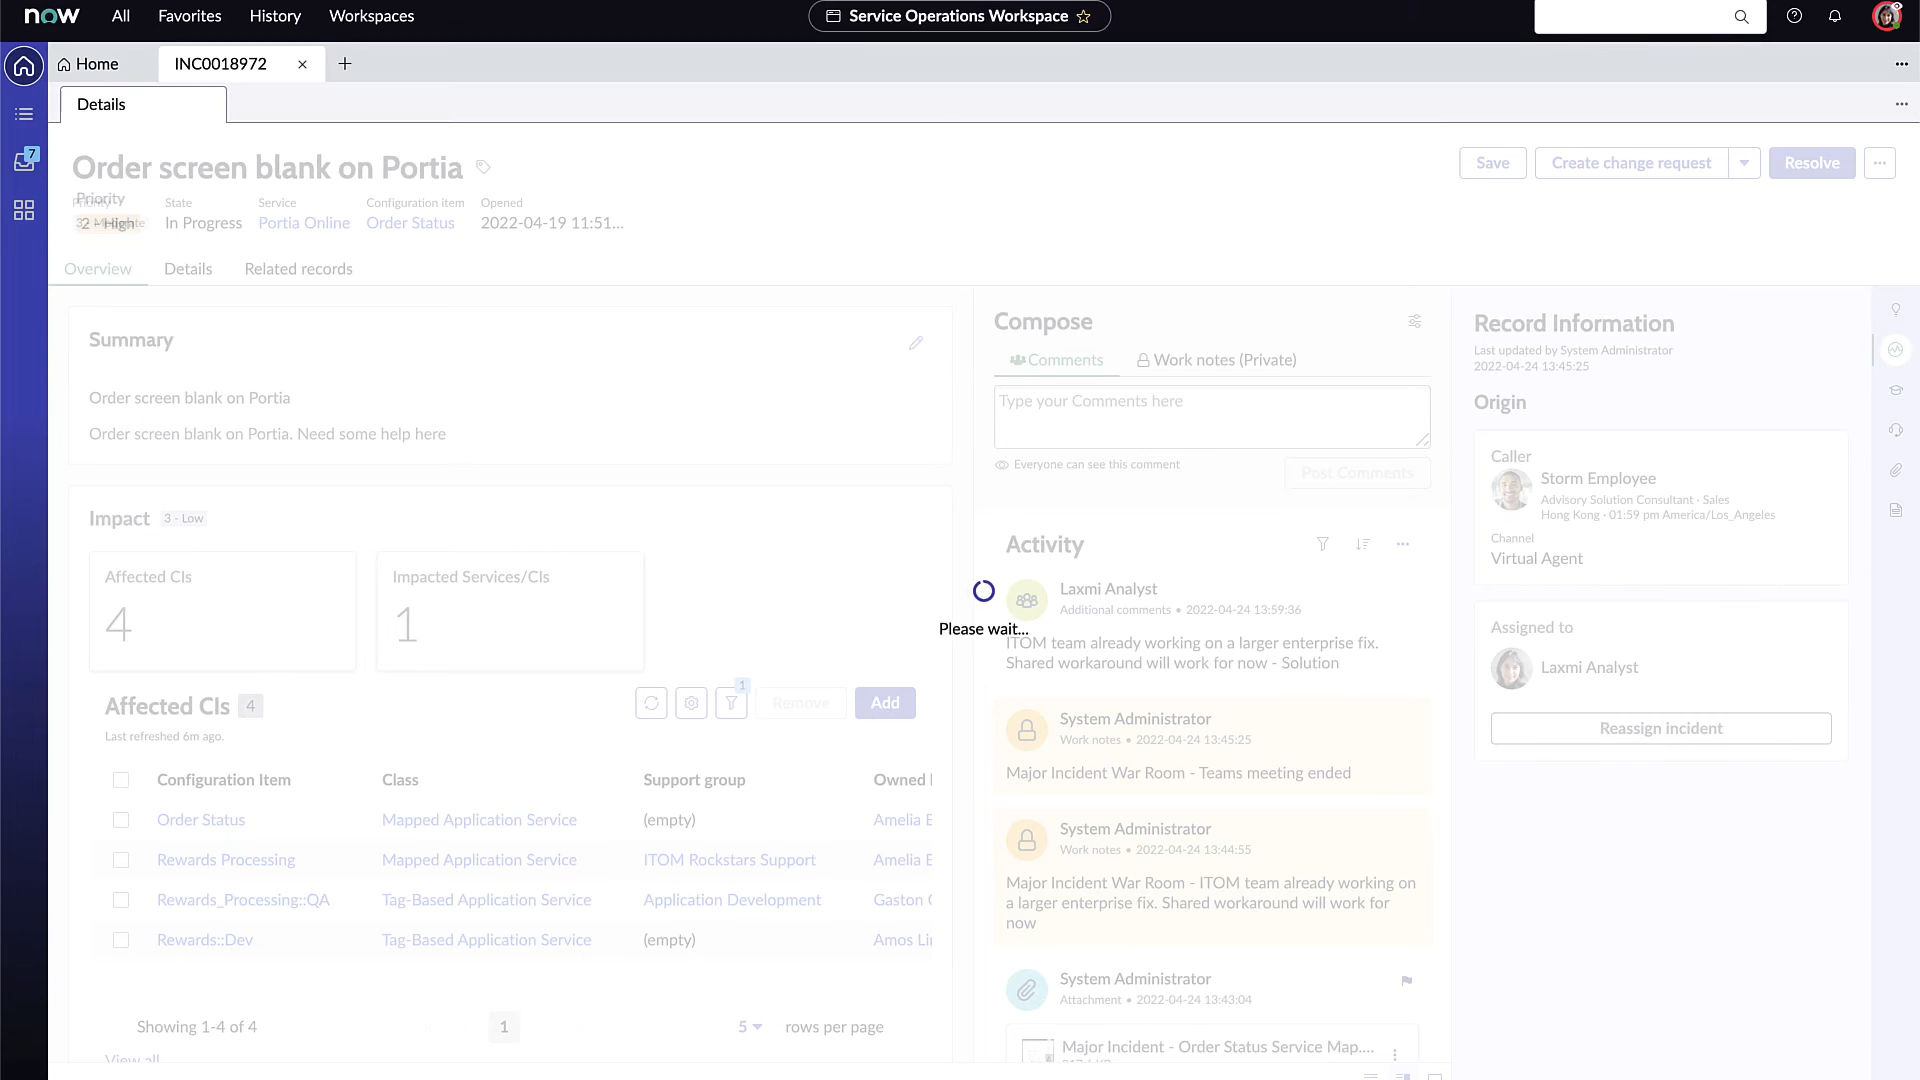 now
All
Favorites
History
Workspaces
Service Operations Workspace
Home
INC0018972
7
Details
Order screen blank on Portia
Save
Create change request
Resolve
Priority
State
Service
Configuration item
Opened
2 - High
In Progress
Portia Online
Order Status
2022-04-19 11:51...
Overview
Details
Related records
Summary
Order screen blank on Portia
Order screen blank on Portia. Need some help here
Impact
3 - Low
Affected CIs
4
Impacted Services/CIs
1
Affected CIs 4
Last refreshed 6m ago.
1
Remove
Add
Configuration Item
Class
Support group
Owned
Order Status
Mapped Application Service
(empty)
Amelia
Rewards Processing
Mapped Application Service
ITOM Rockstars Support
Amelia
Rewards_Processing::QA
Tag-Based Application Service
Application Development
Gaston
Rewards::Dev
Tag-Based Application Service
(empty)
Amos
Showing 1-4 of 4
1
5
rows per page
View all
Compose
Comments
Work notes (Private)
Type your Comments here
Everyone can see this comment
Post Comments
Activity
Please wait...
Laxmi Analyst
Additional comments • 2022-04-24 13:59:36
ITOM team already working on a larger enterprise fix.
Shared workaround will work for now - Solution
System Administrator
Work notes • 2022-04-24 13:45:25
Major Incident War Room - Teams meeting ended
System Administrator
Work notes • 2022-04-24 13:44:55
Major Incident War Room - ITOM team already working on
a larger enterprise fix. Shared workaround will work for
now
System Administrator
Attachment • 2022-04-24 13:43:04
Major Incident - Order Status Service Map....
Record Information
Last updated by System Administrator
2022-04-24 13:45:25
Origin
Caller
Storm Employee
Advisory Solution Consultant · Sales
Hong Kong · 01:59 pm America/Los_Angeles
Channel
Virtual Agent
Assigned to
Laxmi Analyst
Reassign incident